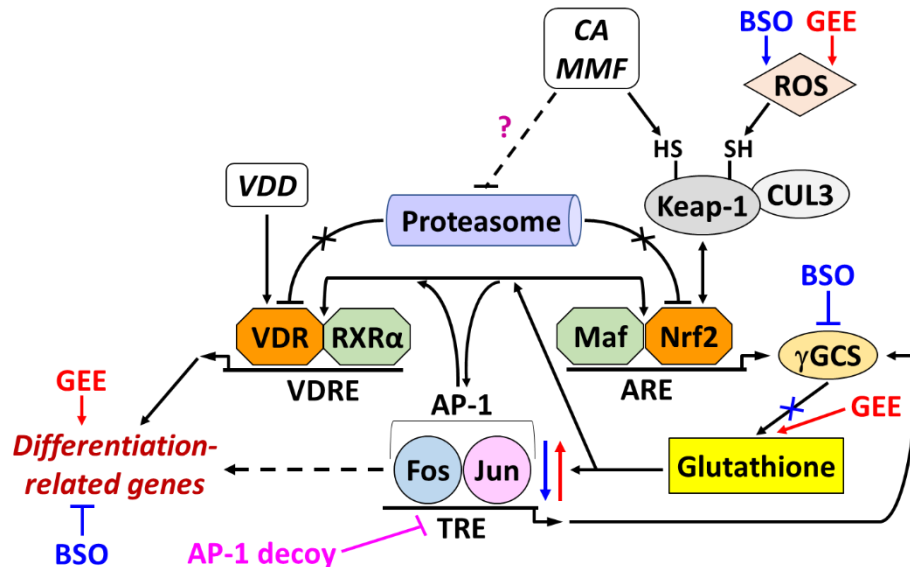 CA
MMF
BSO
GEE
ROS
?
HS
SH
VDD
Proteasome
Keap-1
CUL3
BSO
VDR
RXRα
Maf
Nrf2
γGCS
VDRE
ARE
GEE
AP-1
GEE
Differentiation-
related genes
Fos
Jun
Glutathione
TRE
BSO
AP-1 decoy